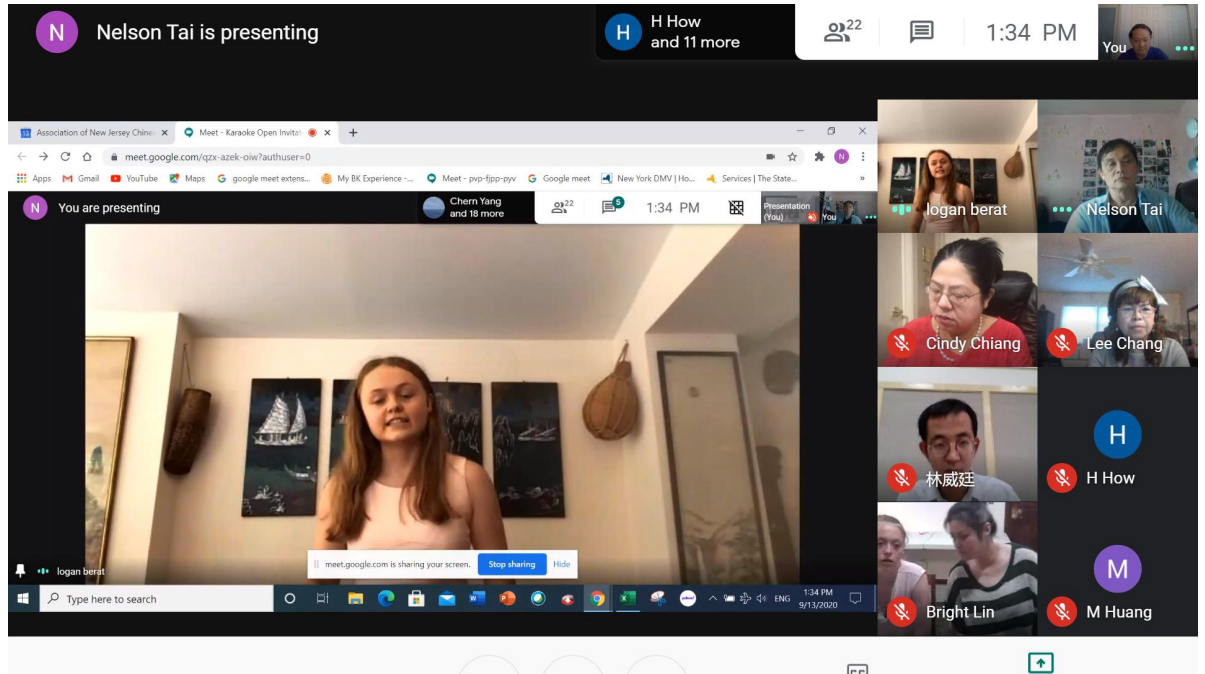 N Nelson Tai is presenting
H H How
and 11 more
22
1:34 PM
You
Association of New Jersey Chines
Meet - Karaoke Open Invitat
meet.google.com/qzx-azek-oiw?authuser=0
N
Apps Gmail YouTube Maps google meet extens... My BK Experience -... Meet - pvp-fjpp-pyv Google meet New York DMV | Ho... Services | The State... »
N You are presenting
Chern Yang
and 18 more
22
5
1:34 PM
Presentation
(You)
You
logan berat
meet.google.com is sharing your screen. Stop sharing Hide
Type here to search
ENG
1:34 PM
9/13/2020
logan berat
Nelson Tai
Cindy Chiang
Lee Chang
林威廷
H
H How
Bright Lin
M
M Huang